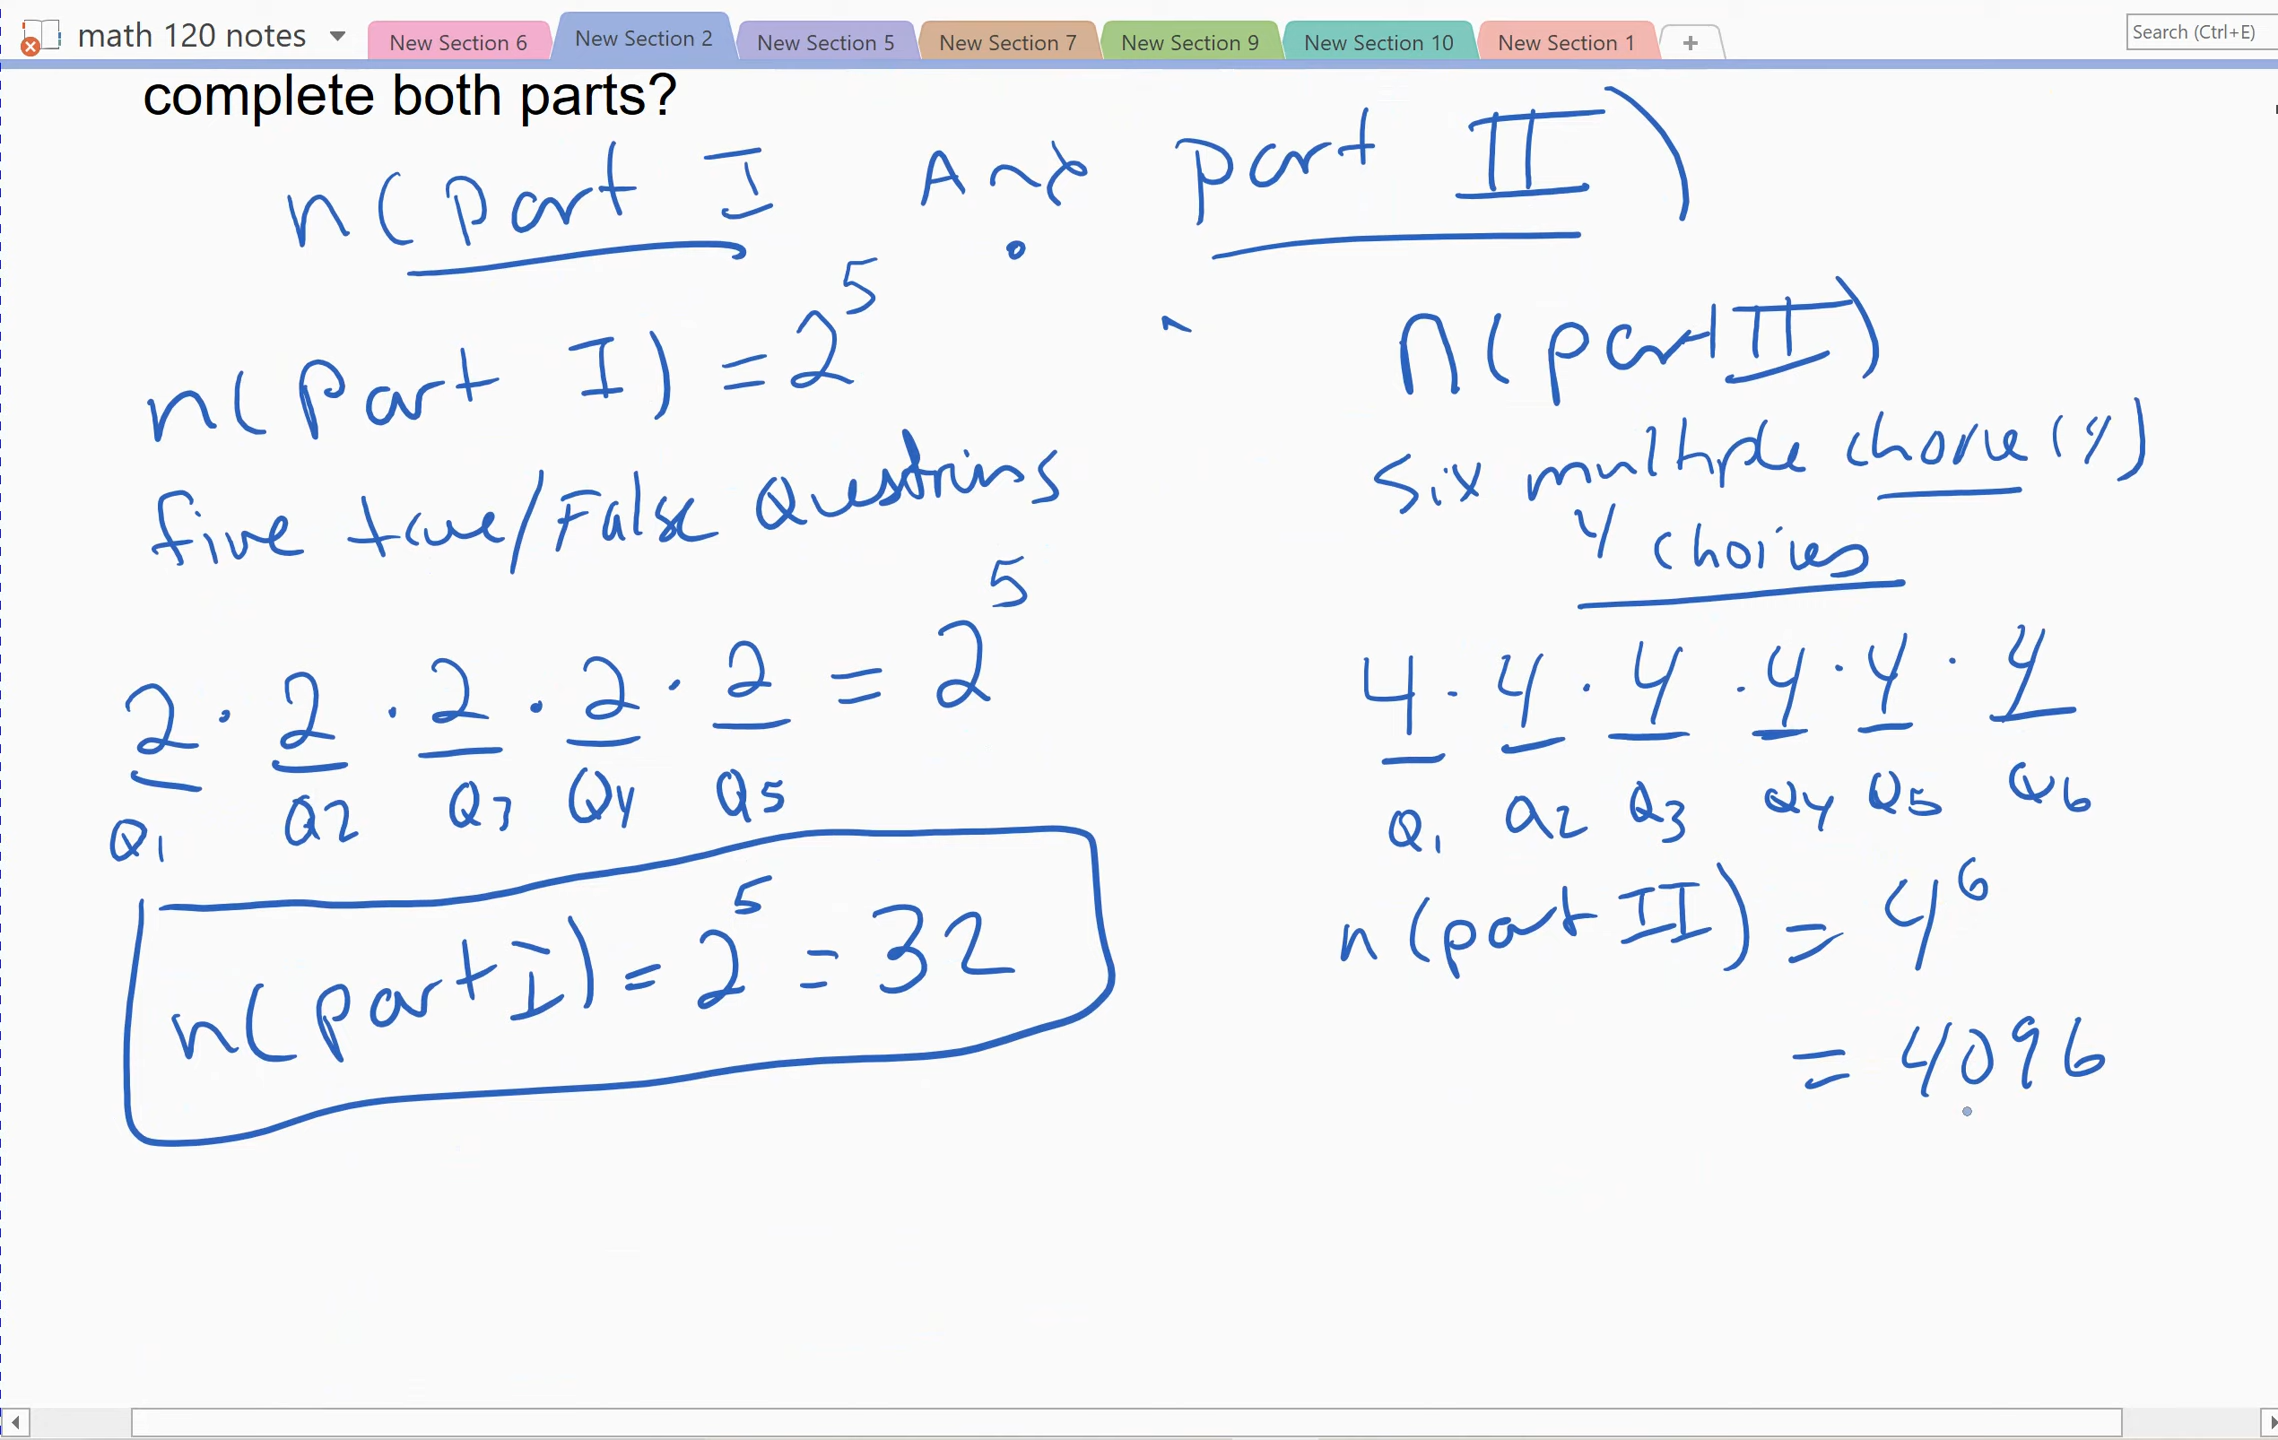 math 120 notes New Section 6 New Section 2 New Section 5 New Section 7 New Section 9 New Section 10 New Section 1 + Search (Ctrl+E)
complete both parts?
n(part I And part II)
n(part I) = 2^5
five true/False Questions
2 · 2 · 2 · 2 · 2 = 2^5
Q1 Q2 Q3 Q4 Q5
n(part I) = 2^5 = 32
n(part II)
Six multiple choice (4)
4 choices
4 · 4 · 4 · 4 · 4 · 4
Q1 Q2 Q3 Q4 Q5 Q6
n(part II) = 4^6
= 4096